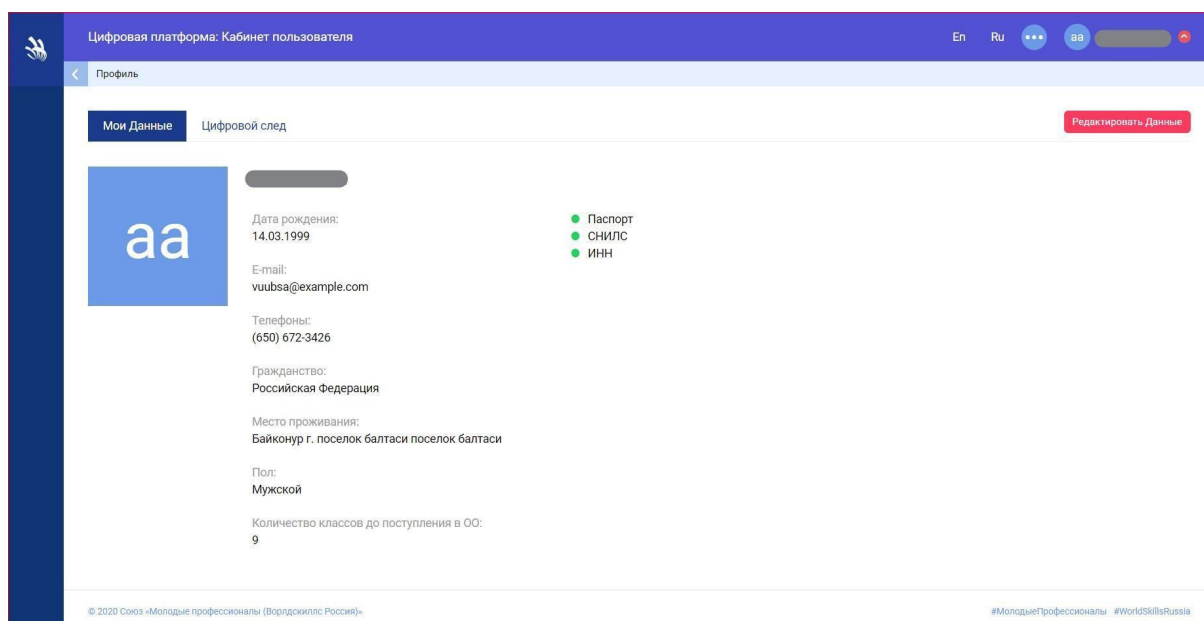 Цифровая платформа: Кабинет пользователя
En Ru aa
Профиль
Мои Данные Цифровой след Редактировать Данные
aa
Дата рождения:
14.03.1999
Паспорт
СНИЛС
ИНН
E-mail:
vuubsa@example.com
Телефоны:
(650) 672-3426
Гражданство:
Российская Федерация
Место проживания:
Байконур г. поселок балтаси поселок балтаси
Пол:
Мужской
Количество классов до поступления в ОО:
9
© 2020 Союз «Молодые профессионалы (Ворлдскиллс Россия)» #МолодыеПрофессионалы #WorldSkillsRussia